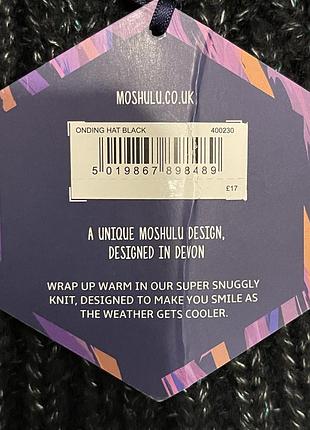 MOSHULU.CO.UK
ONDING HAT BLACK 400230
5 019867 898489
£17
A UNIQUE MOSHULU DESIGN,
DESIGNED IN DEVON
WRAP UP WARM IN OUR SUPER SNUGGLY
KNIT, DESIGNED TO MAKE YOU SMILE AS
THE WEATHER GETS COOLER.